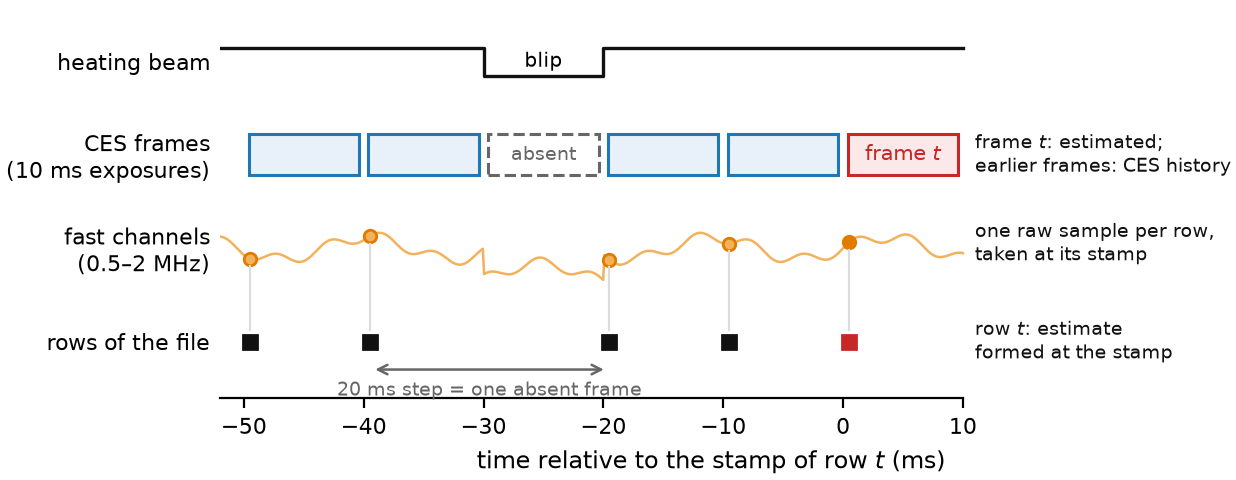 heating beam
blip
CES frames
(10 ms exposures)
absent
frame t
frame t: estimated;
earlier frames: CES history
fast channels
(0.5–2 MHz)
one raw sample per row,
taken at its stamp
rows of the file
row t: estimate
formed at the stamp
20 ms step = one absent frame
−50 −40 −30 −20 −10 0 10
time relative to the stamp of row t (ms)